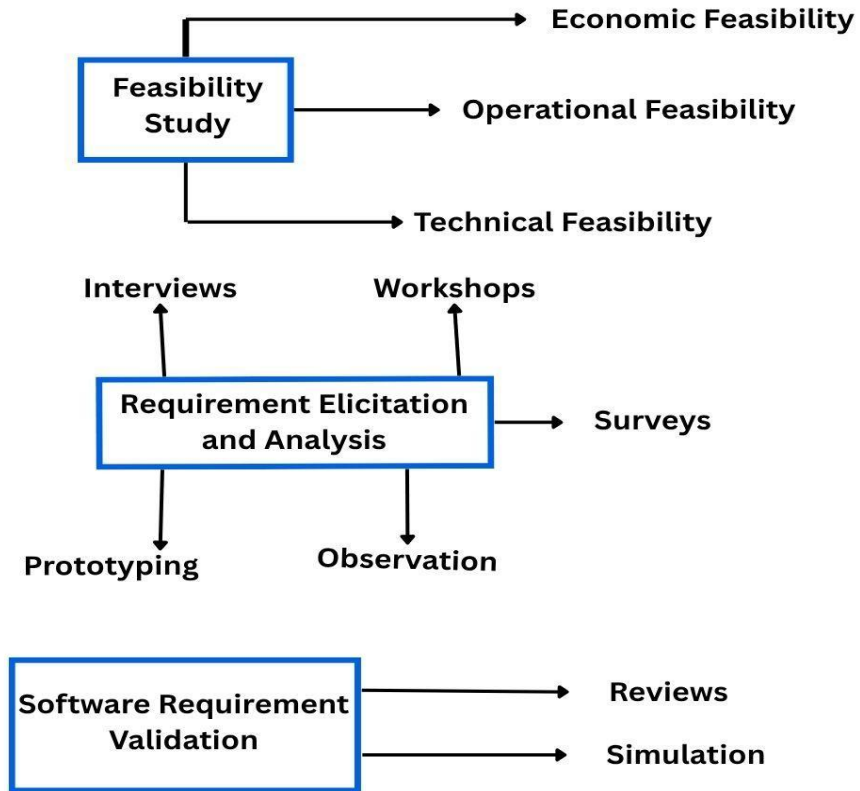 Economic Feasibility
Feasibility
Study
Operational Feasibility
Technical Feasibility
Interviews
Workshops
Requirement Elicitation
and Analysis
Surveys
Prototyping
Observation
Software Requirement
Validation
Reviews
Simulation